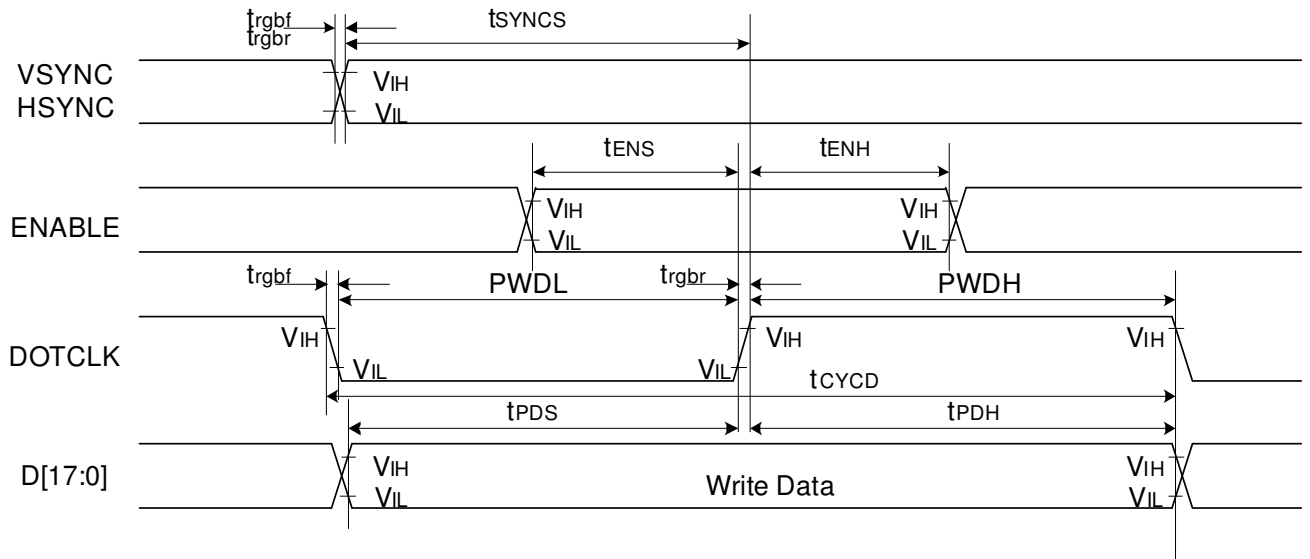 trgbf
trgbr
tSYNCS
VSYNC
HSYNC
VIH
VIL
tENS
tENH
ENABLE
VIH
VIL
VIH
VIL
trgbf
PWDL
trgbr
PWDH
DOTCLK
VIH
VIL
VIL
VIH
VIH
tCYCD
tPDS
tPDH
D[17:0]
VIH
VIL
Write Data
VIH
VIL